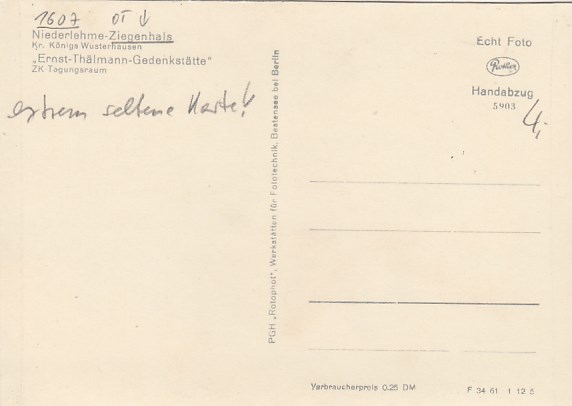 1607 OT ↓
Niederlehme-Ziegenhals
Kr. Königs Wusterhausen
„Ernst-Thälmann-Gedenkstätte“
ZK Tagungsraum
extrem seltene Karte!
Echt Foto
Handabzug
5903
4,-
PGH „Rotophot“, Werkstätten für Fototechnik, Bestensee bei Berlin
Verbraucherpreis 0.25 DM
F 34 61 1 12 5